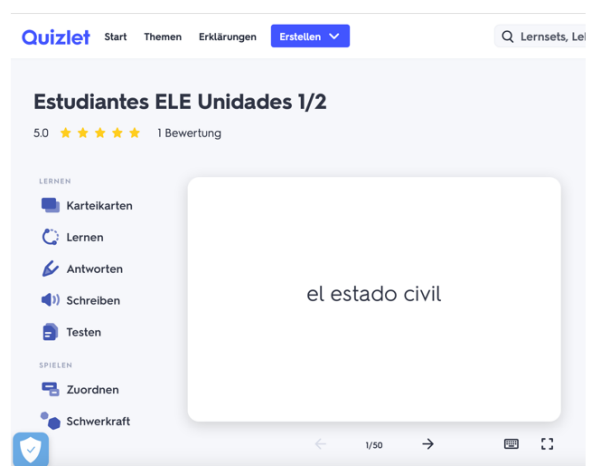 Quizlet Start Themen Erklärungen Erstellen Lernsets, Le
Estudiantes ELE Unidades 1/2
5.0 1 Bewertung
LERNEN
Karteikarten
Lernen
Antworten
Schreiben
Testen
SPIELEN
Zuordnen
Schwerkraft
el estado civil
1/50